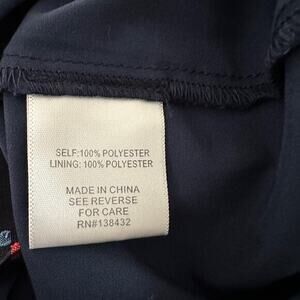 SELF:100% POLYESTER
LINING: 100% POLYESTER
MADE IN CHINA
SEE REVERSE
FOR CARE
RN#138432